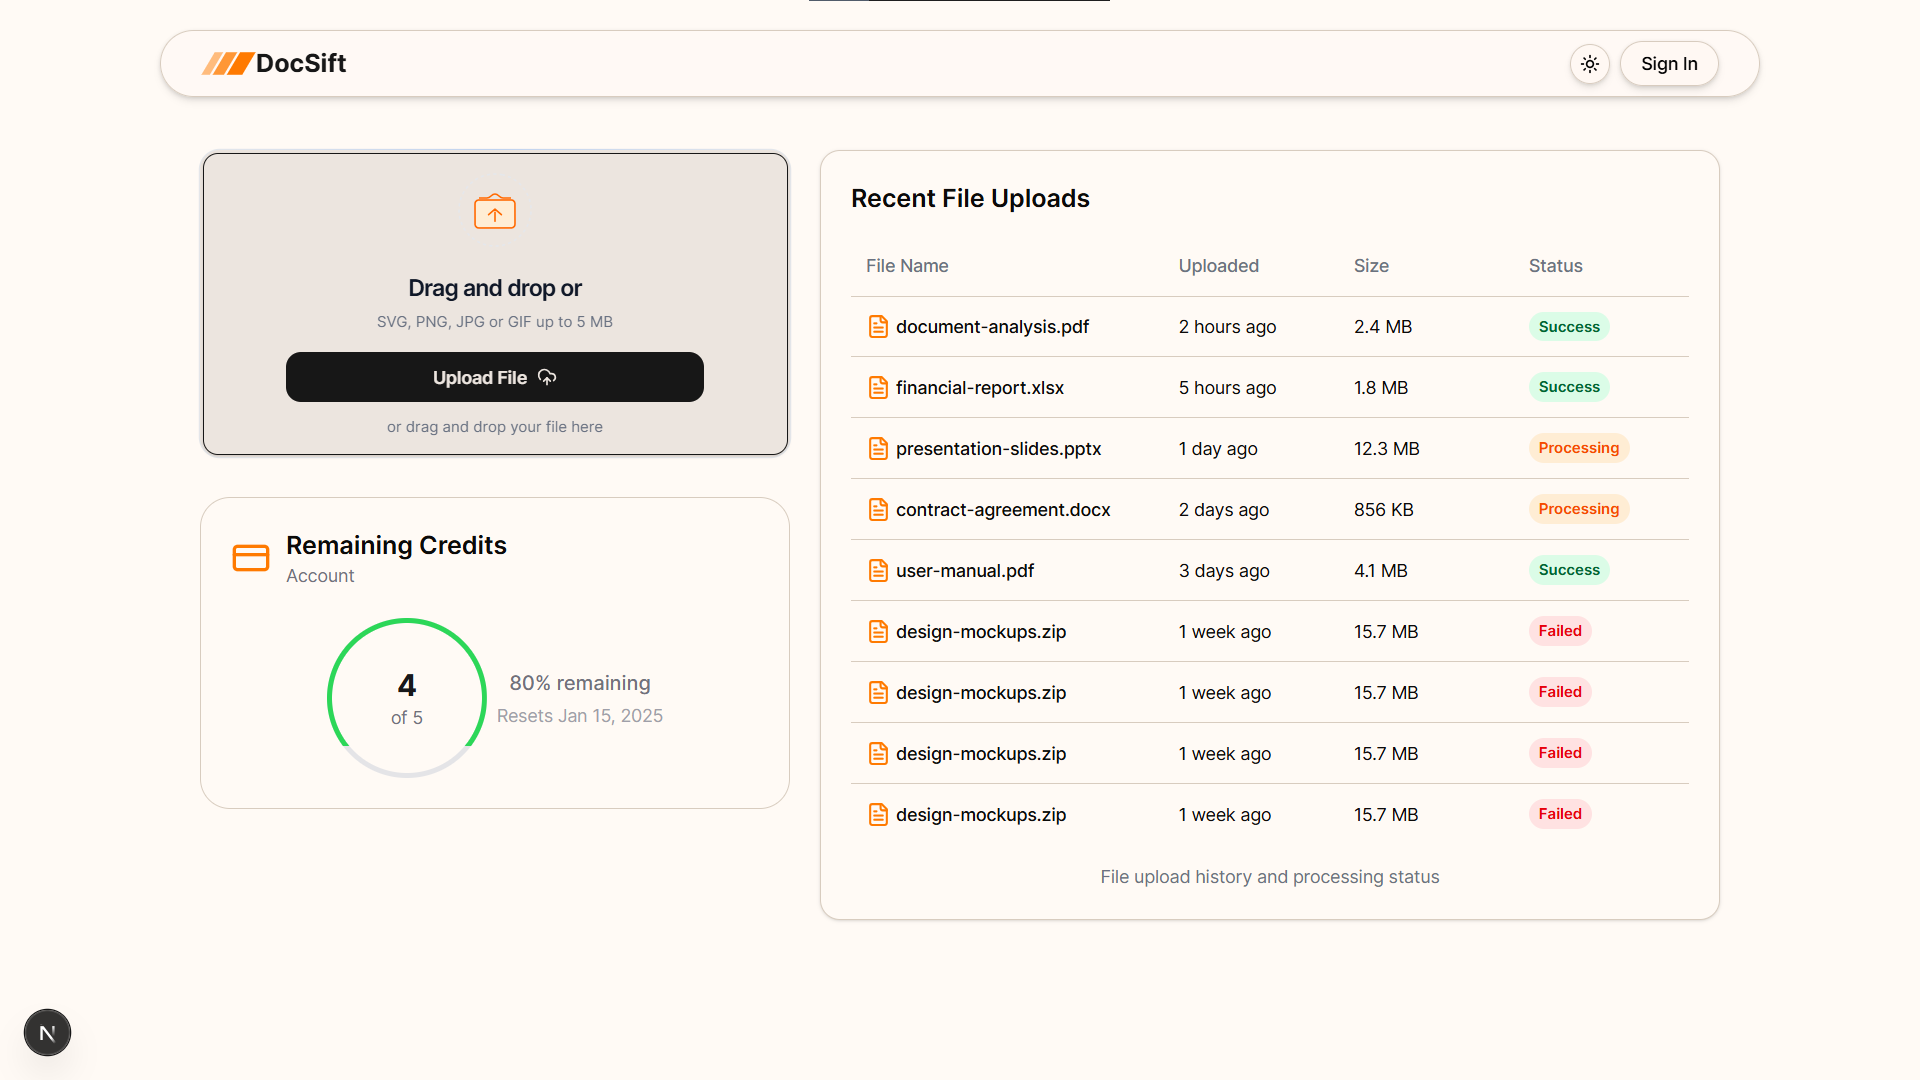 DocSift
Sign In
Drag and drop or
SVG, PNG, JPG or GIF up to 5 MB
Upload File
or drag and drop your file here
Remaining Credits
Account
4
of 5
80% remaining
Resets Jan 15, 2025
Recent File Uploads
File Name Uploaded Size Status
document-analysis.pdf 2 hours ago 2.4 MB Success
financial-report.xlsx 5 hours ago 1.8 MB Success
presentation-slides.pptx 1 day ago 12.3 MB Processing
contract-agreement.docx 2 days ago 856 KB Processing
user-manual.pdf 3 days ago 4.1 MB Success
design-mockups.zip 1 week ago 15.7 MB Failed
design-mockups.zip 1 week ago 15.7 MB Failed
design-mockups.zip 1 week ago 15.7 MB Failed
design-mockups.zip 1 week ago 15.7 MB Failed
File upload history and processing status
N